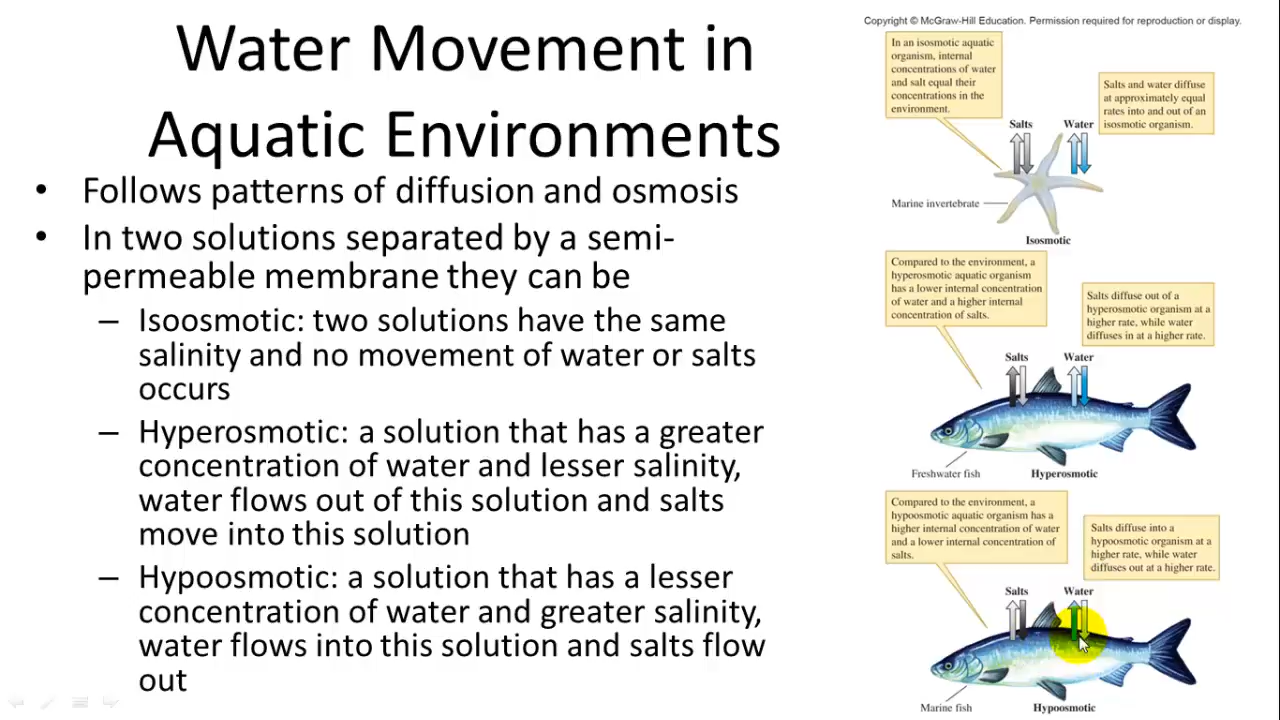 Water Movement in
Aquatic Environments
• Follows patterns of diffusion and osmosis
• In two solutions separated by a semi-
permeable membrane they can be
– Isoosmotic: two solutions have the same
salinity and no movement of water or salts
occurs
– Hyperosmotic: a solution that has a greater
concentration of water and lesser salinity,
water flows out of this solution and salts
move into this solution
– Hypoosmotic: a solution that has a lesser
concentration of water and greater salinity,
water flows into this solution and salts flow
out
Copyright © McGraw-Hill Education. Permission required for reproduction or display.
In an isosmotic aquatic
organism, internal
concentrations of water
and salt equal their
concentrations in the
environment.
Salts and water diffuse
at approximately equal
rates into and out of an
isosmotic organism.
Salts Water
Marine invertebrate
Isosmotic
Compared to the environment, a
hyperosmotic aquatic organism
has a lower internal concentration
of water and a higher internal
concentration of salts.
Salts diffuse out of a
hyperosmotic organism at a
higher rate, while water
diffuses in at a higher rate.
Salts Water
Freshwater fish
Hyperosmotic
Compared to the environment, a
hypoosmotic aquatic organism has a
higher internal concentration of water
and a lower internal concentration of
salts.
Salts diffuse into a
hypoosmotic organism at a
higher rate, while water
diffuses out at a higher rate.
Salts Water
Marine fish
Hypoosmotic